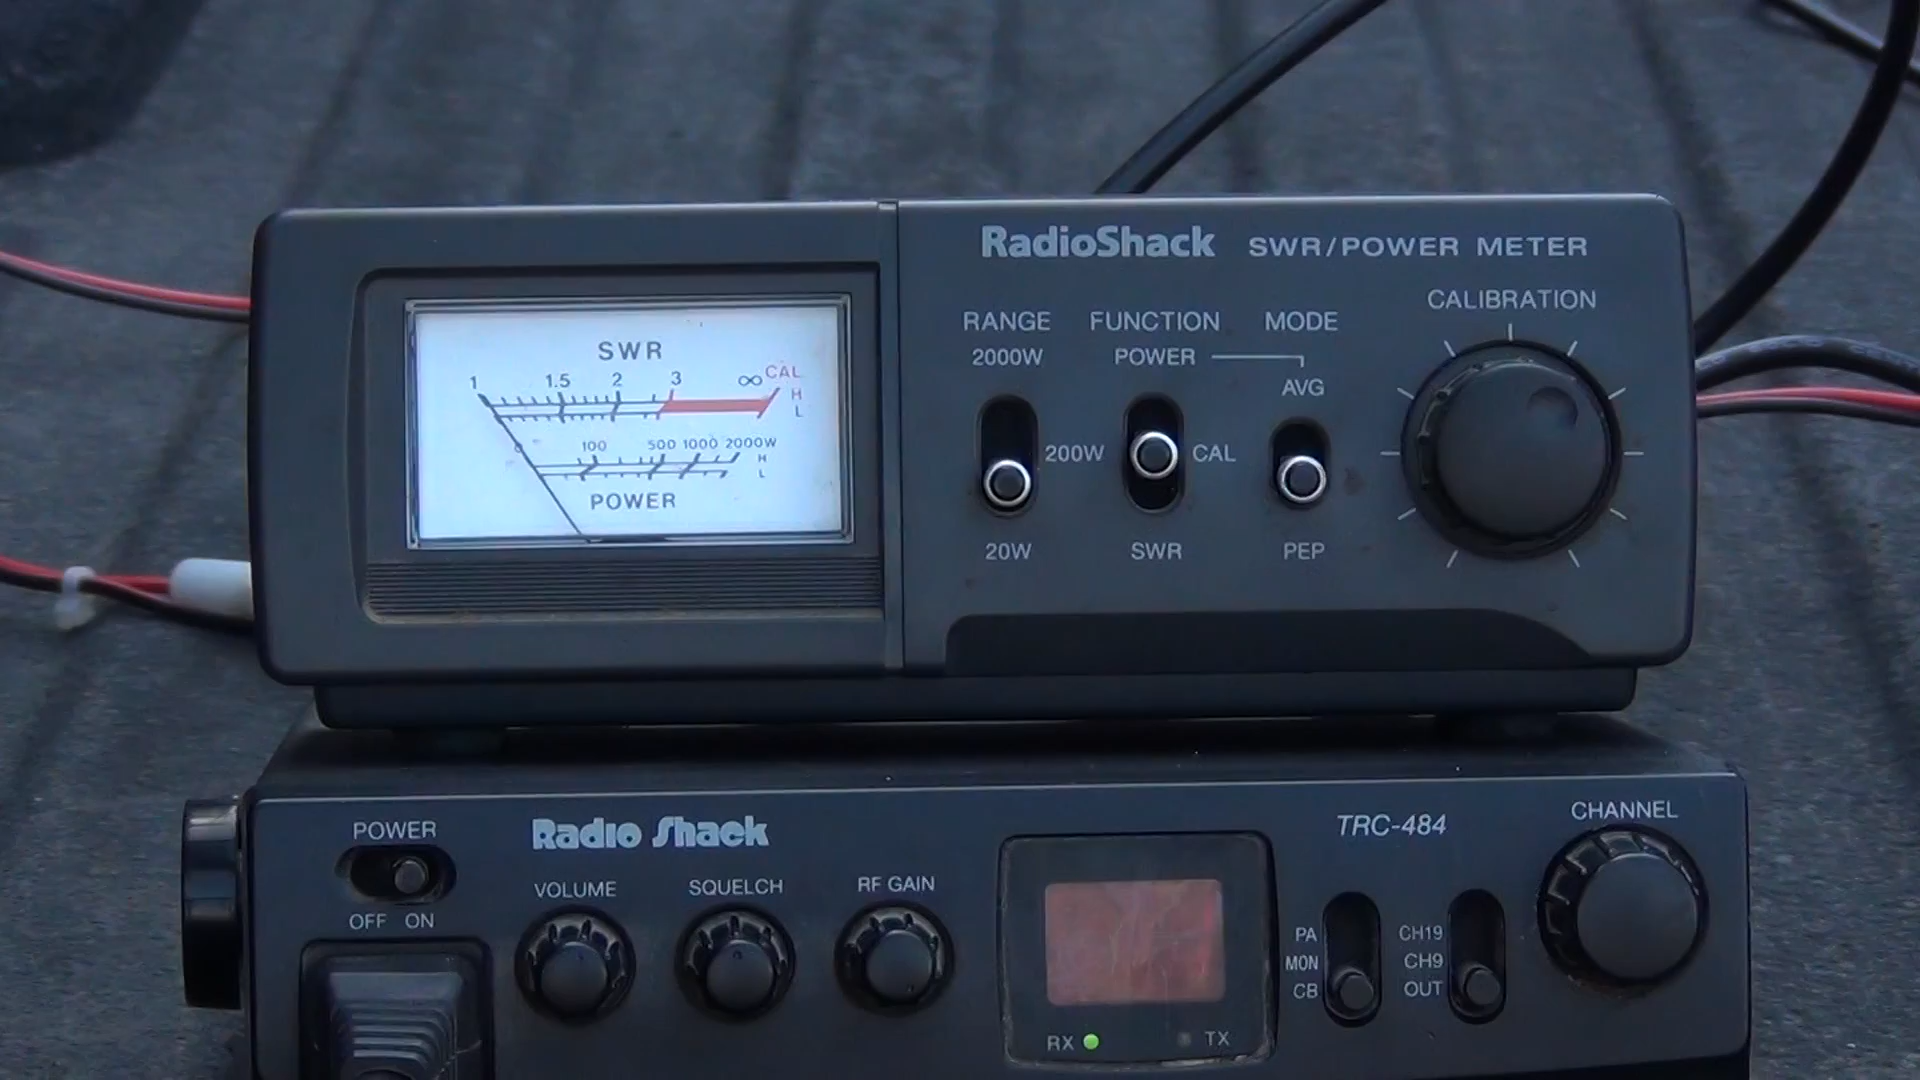 RadioShack SWR/POWER METER
RANGE FUNCTION MODE CALIBRATION
2000W POWER
AVG
200W CAL
20W SWR PEP
SWR
1 1.5 2 3 ∞ CAL
H
L
0 100 500 1000 2000W
H
L
POWER
POWER Radio Shack TRC-484 CHANNEL
OFF ON VOLUME SQUELCH RF GAIN
PA CH19
MON CH9
CB OUT
RX TX